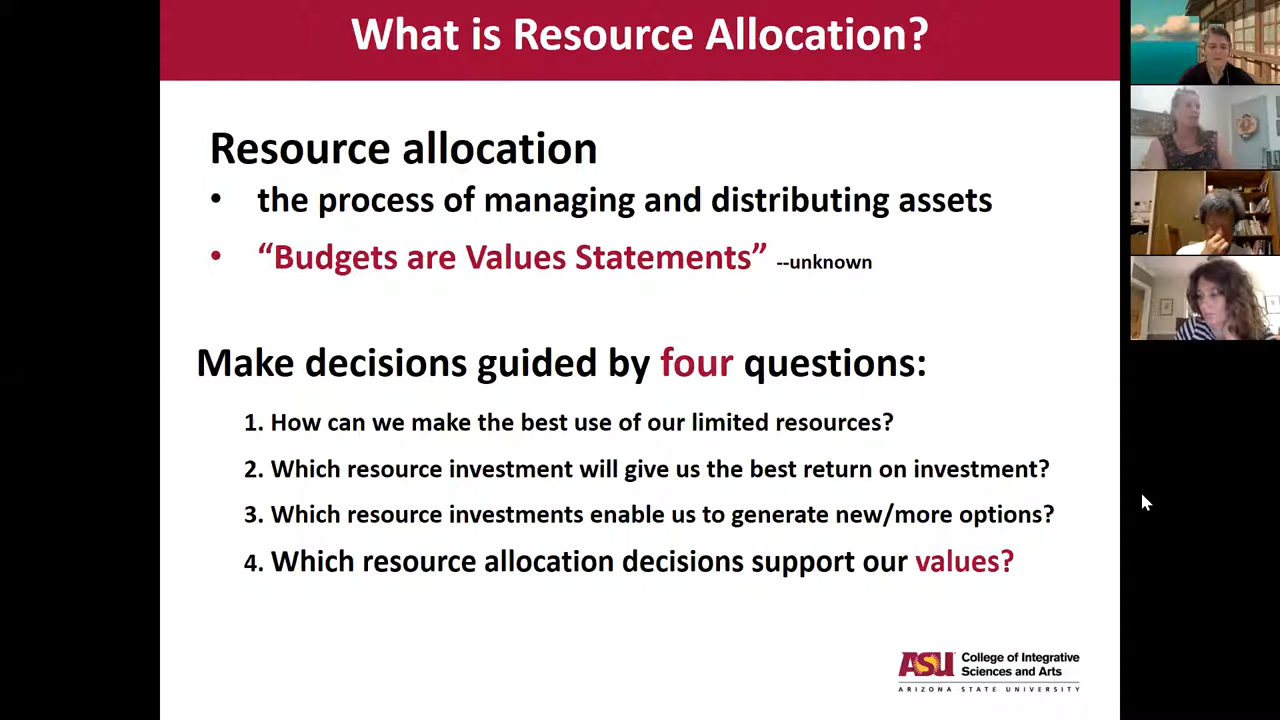 What is Resource Allocation?
Resource allocation
• the process of managing and distributing assets
• “Budgets are Values Statements” --unknown
Make decisions guided by four questions:
1. How can we make the best use of our limited resources?
2. Which resource investment will give us the best return on investment?
3. Which resource investments enable us to generate new/more options?
4. Which resource allocation decisions support our values?
ASU College of Integrative
Sciences and Arts
ARIZONA STATE UNIVERSITY